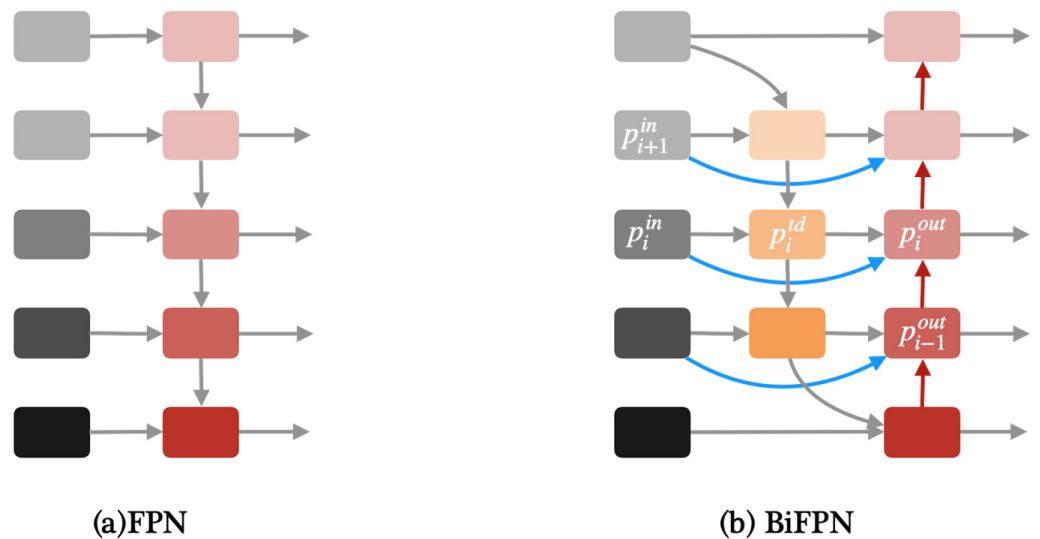 p_{i+1}^{in}
p_i^{in} p_i^{td} p_i^{out}
p_{i-1}^{out}
(a)FPN (b) BiFPN